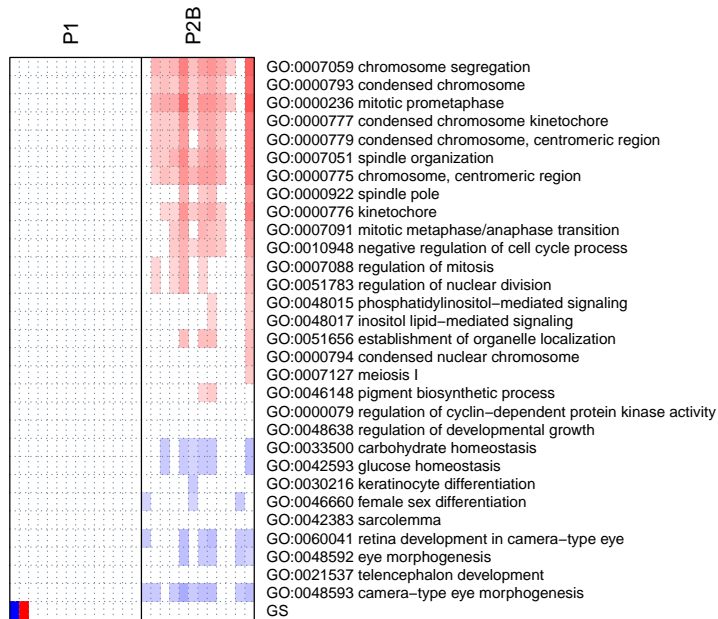 P1
P2B
GO:0007059 chromosome segregation
GO:0000793 condensed chromosome
GO:0000236 mitotic prometaphase
GO:0000777 condensed chromosome kinetochore
GO:0000779 condensed chromosome, centromeric region
GO:0007051 spindle organization
GO:0000775 chromosome, centromeric region
GO:0000922 spindle pole
GO:0000776 kinetochore
GO:0007091 mitotic metaphase/anaphase transition
GO:0010948 negative regulation of cell cycle process
GO:0007088 regulation of mitosis
GO:0051783 regulation of nuclear division
GO:0048015 phosphatidylinositol−mediated signaling
GO:0048017 inositol lipid−mediated signaling
GO:0051656 establishment of organelle localization
GO:0000794 condensed nuclear chromosome
GO:0007127 meiosis I
GO:0046148 pigment biosynthetic process
GO:0000079 regulation of cyclin−dependent protein kinase activity
GO:0048638 regulation of developmental growth
GO:0033500 carbohydrate homeostasis
GO:0042593 glucose homeostasis
GO:0030216 keratinocyte differentiation
GO:0046660 female sex differentiation
GO:0042383 sarcolemma
GO:0060041 retina development in camera−type eye
GO:0048592 eye morphogenesis
GO:0021537 telencephalon development
GO:0048593 camera−type eye morphogenesis
GS